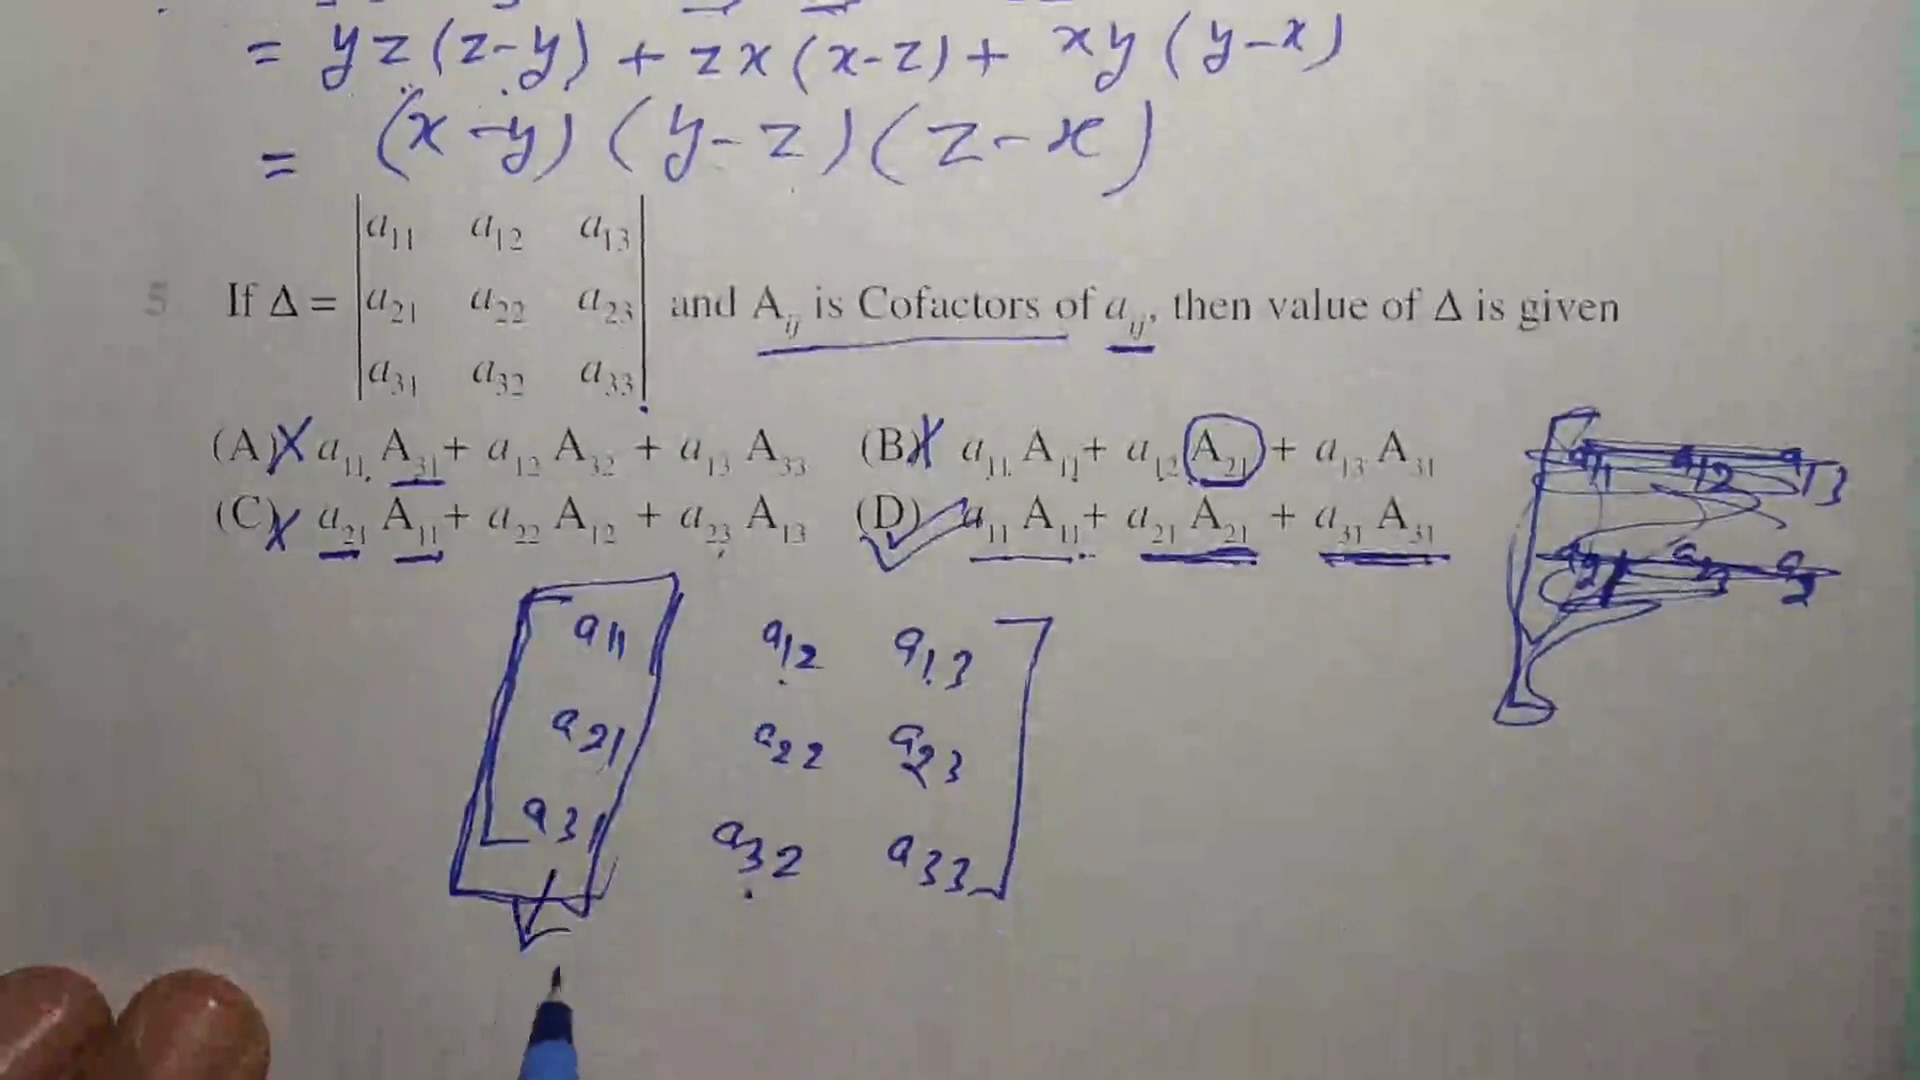 = yz(z-y) + zx(x-z) + xy(y-x)
= (x-y)(y-z)(z-x)
a₁₁ a₁₂ a₁₃
5 If Δ = a₂₁ a₂₂ a₂₃ and Aᵢⱼ is Cofactors of aᵢⱼ, then value of Δ is given
a₃₁ a₃₂ a₃₃
(A) a₁₁ A₃₁ + a₁₂ A₃₂ + a₁₃ A₃₃ (B) a₁₁ A₁₁ + a₁₂ A₂₁ + a₁₃ A₃₁
(C) a₂₁ A₁₁ + a₂₂ A₁₂ + a₂₃ A₁₃ (D) a₁₁ A₁₁ + a₂₁ A₂₁ + a₃₁ A₃₁
a₁₁ a₁₂ a₁₃
a₂₁ a₂₂ a₂₃
a₃₁ a₃₂ a₃₃